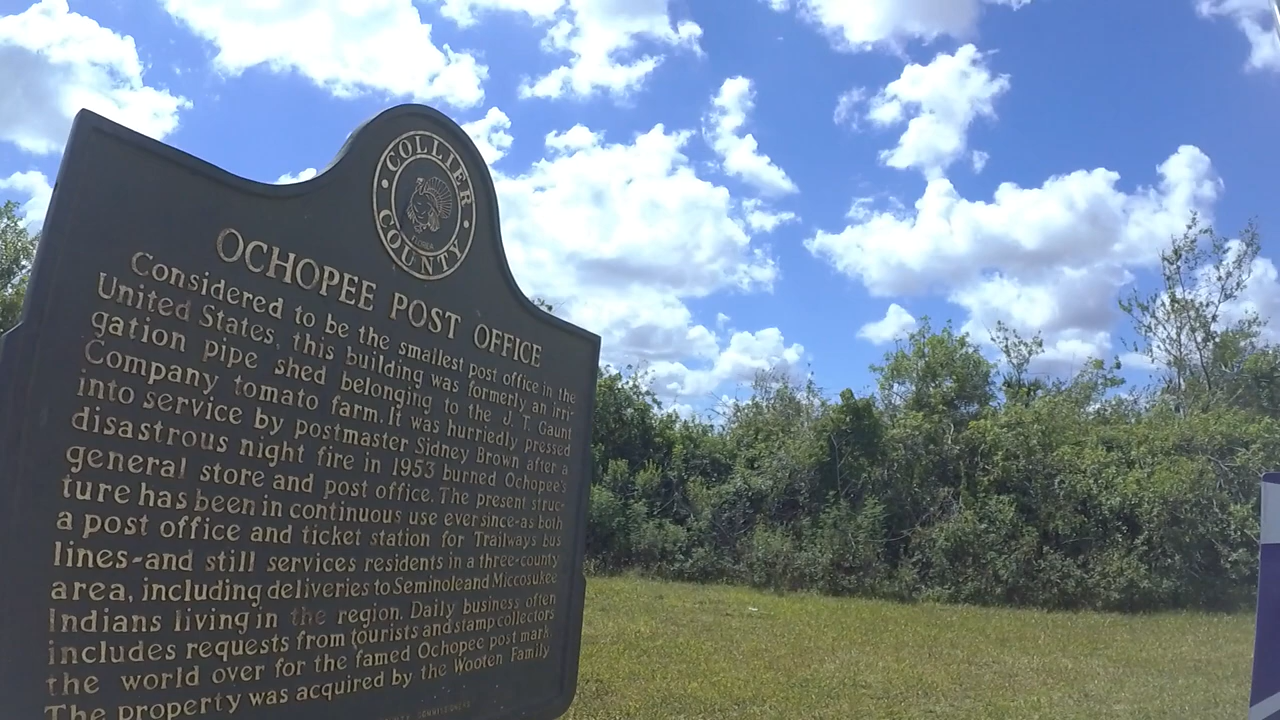 COLLIER COUNTY
FLORIDA
OCHOPEE POST OFFICE
Considered to be the smallest post office in the
United States, this building was formerly an irri-
gation pipe shed belonging to the J. T. Gaunt
Company tomato farm. It was hurriedly pressed
into service by postmaster Sidney Brown after a
disastrous night fire in 1953 burned Ochopee's
general store and post office. The present struc-
ture has been in continuous use ever since-as both
a post office and ticket station for Trailways bus
lines-and still services residents in a three-county
area, including deliveries to Seminole and Miccosukee
Indians living in the region. Daily business often
includes requests from tourists and stamp collectors
the world over for the famed Ochopee post mark.
The property was acquired by the Wooten Family
COMMISSIONERS